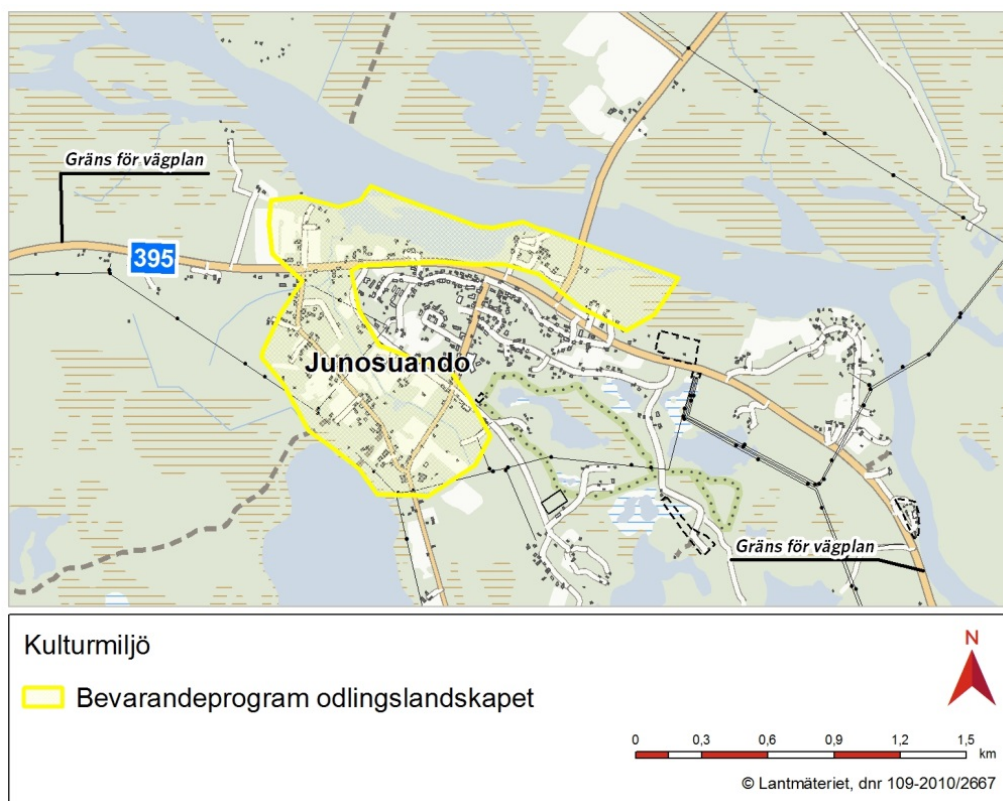 Gräns för vägplan
395
Junosuando
Gräns för vägplan
Kulturmiljö
Bevarandeprogram odlingslandskapet
N
0 0,3 0,6 0,9 1,2 1,5
km
© Lantmäteriet, dnr 109-2010/2667